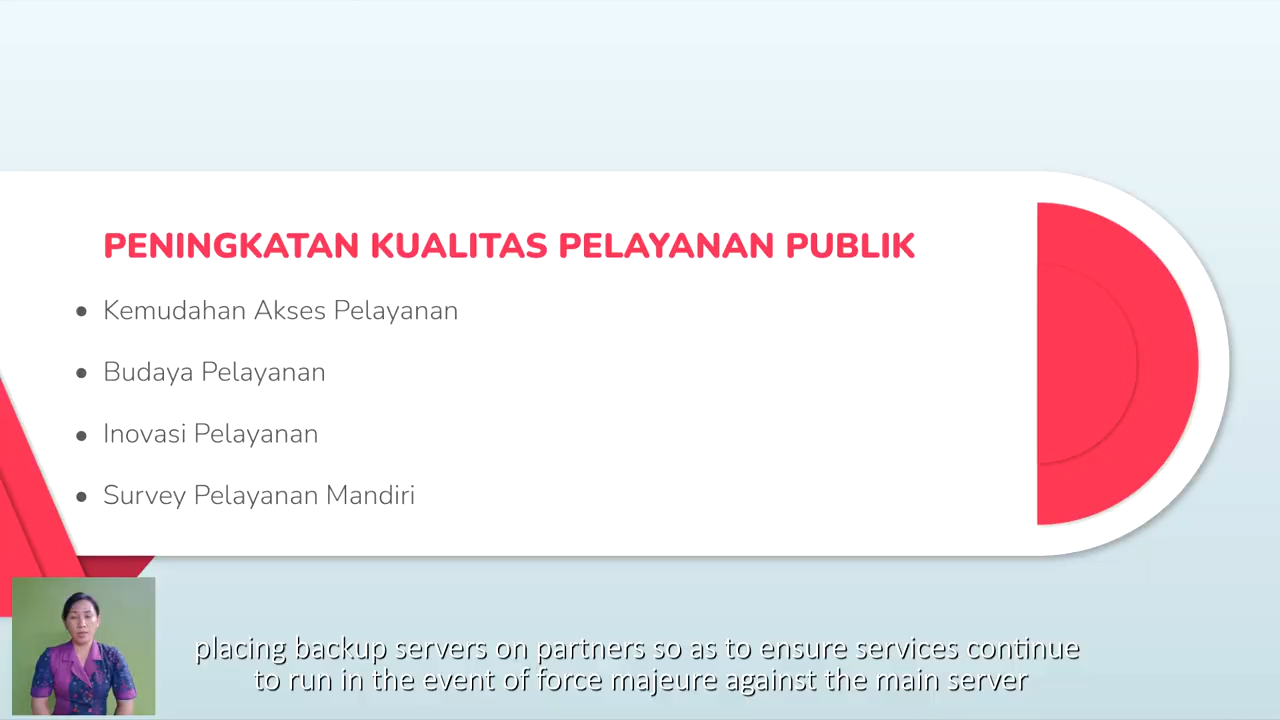 PENINGKATAN KUALITAS PELAYANAN PUBLIK
Kemudahan Akses Pelayanan
Budaya Pelayanan
Inovasi Pelayanan
Survey Pelayanan Mandiri
placing backup servers on partners so as to ensure services continue
to run in the event of force majeure against the main server